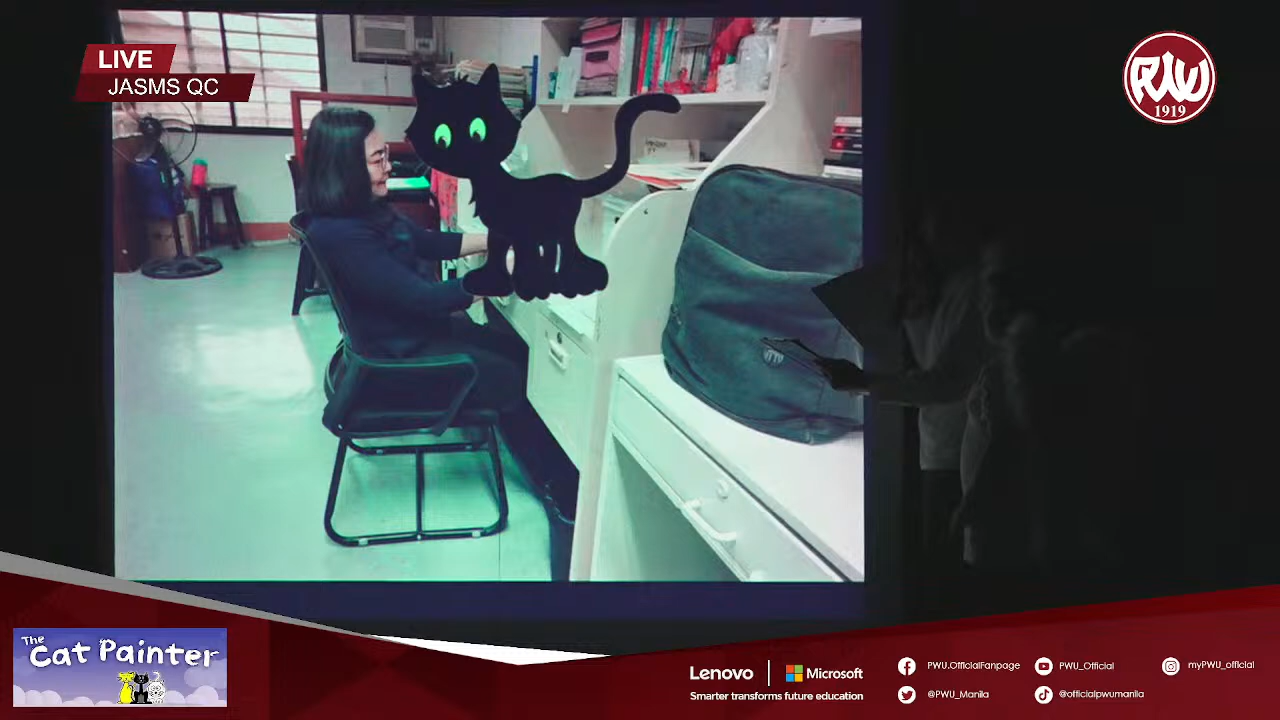 LIVE
JASMS QC
PWU
1919
The
Cat Painter
Lenovo
Microsoft
Smarter transforms future education
PWU.OfficialFanpage
PWU_Official
myPWU_official
@PWU_Manila
@officialpwumanila